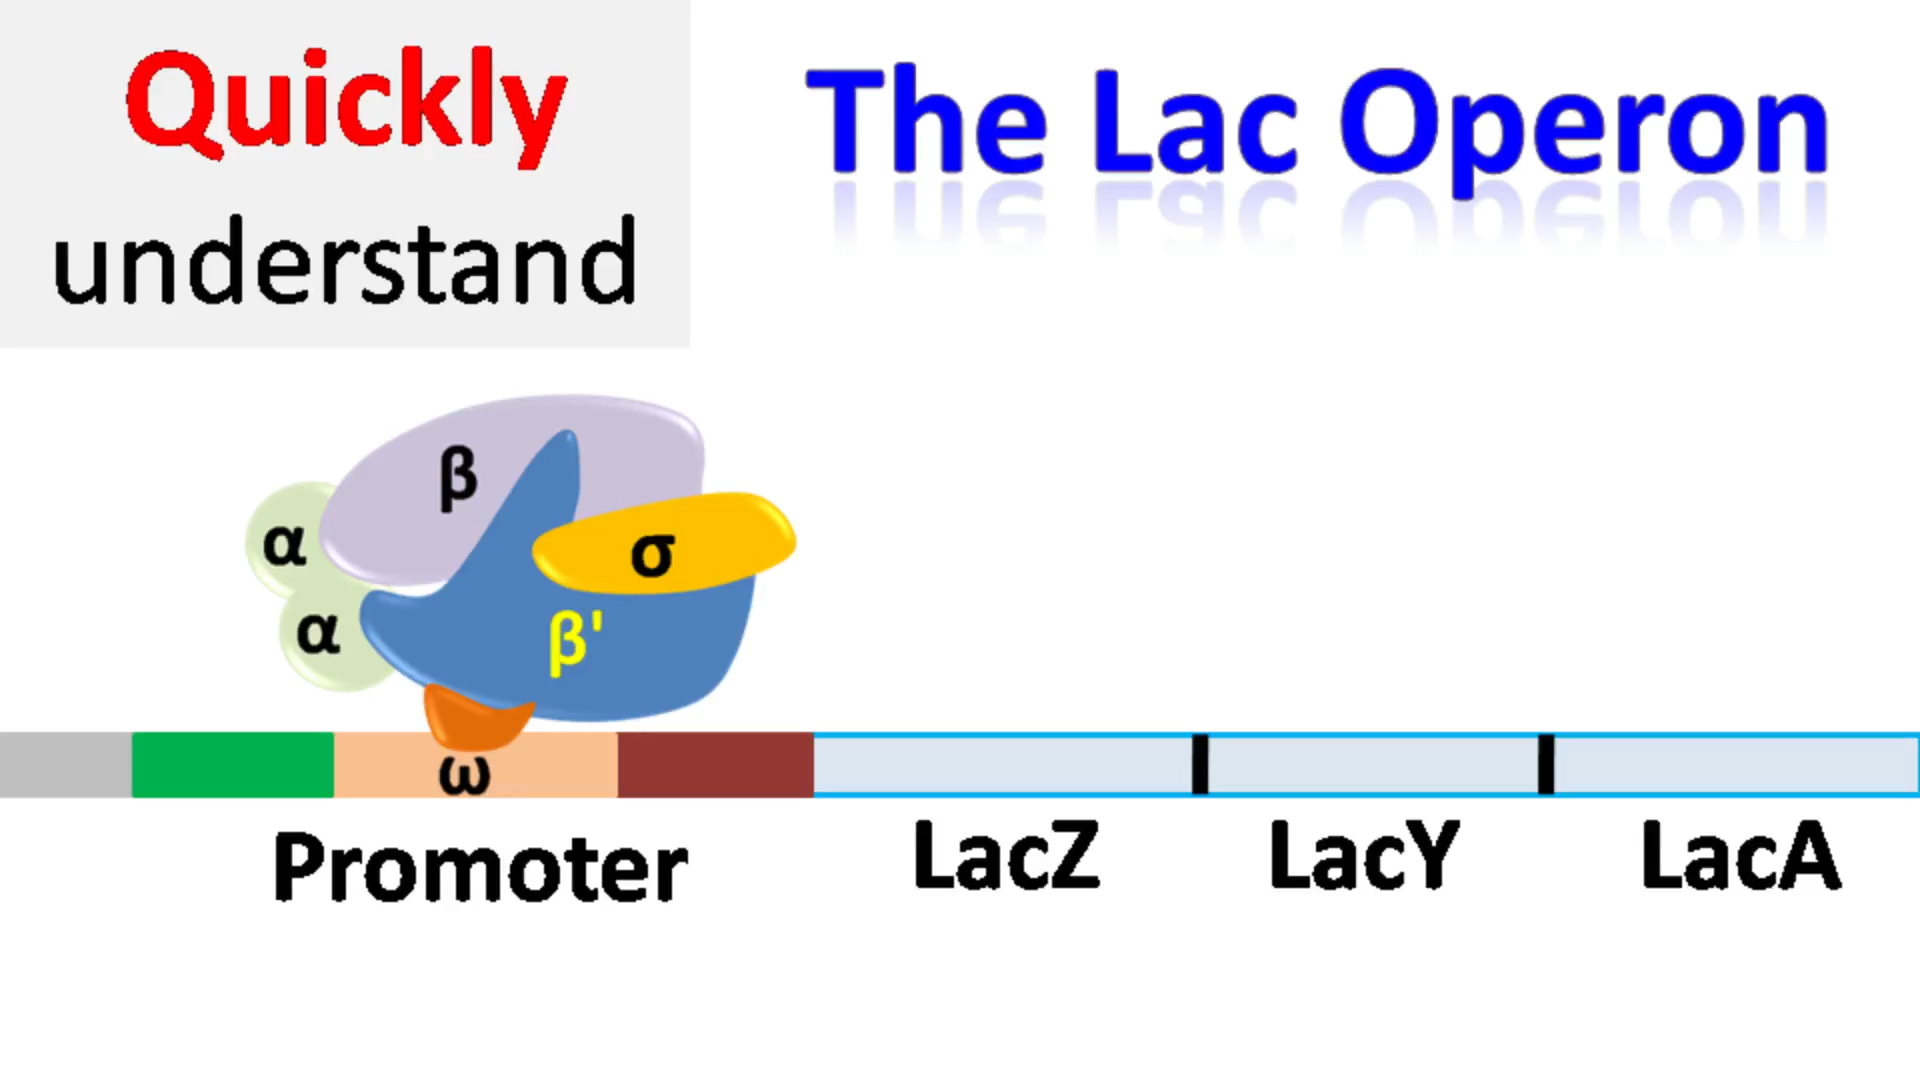 Quickly
understand
The Lac Operon
β
α
σ
α
β'
ω
Promoter
LacZ
LacY
LacA